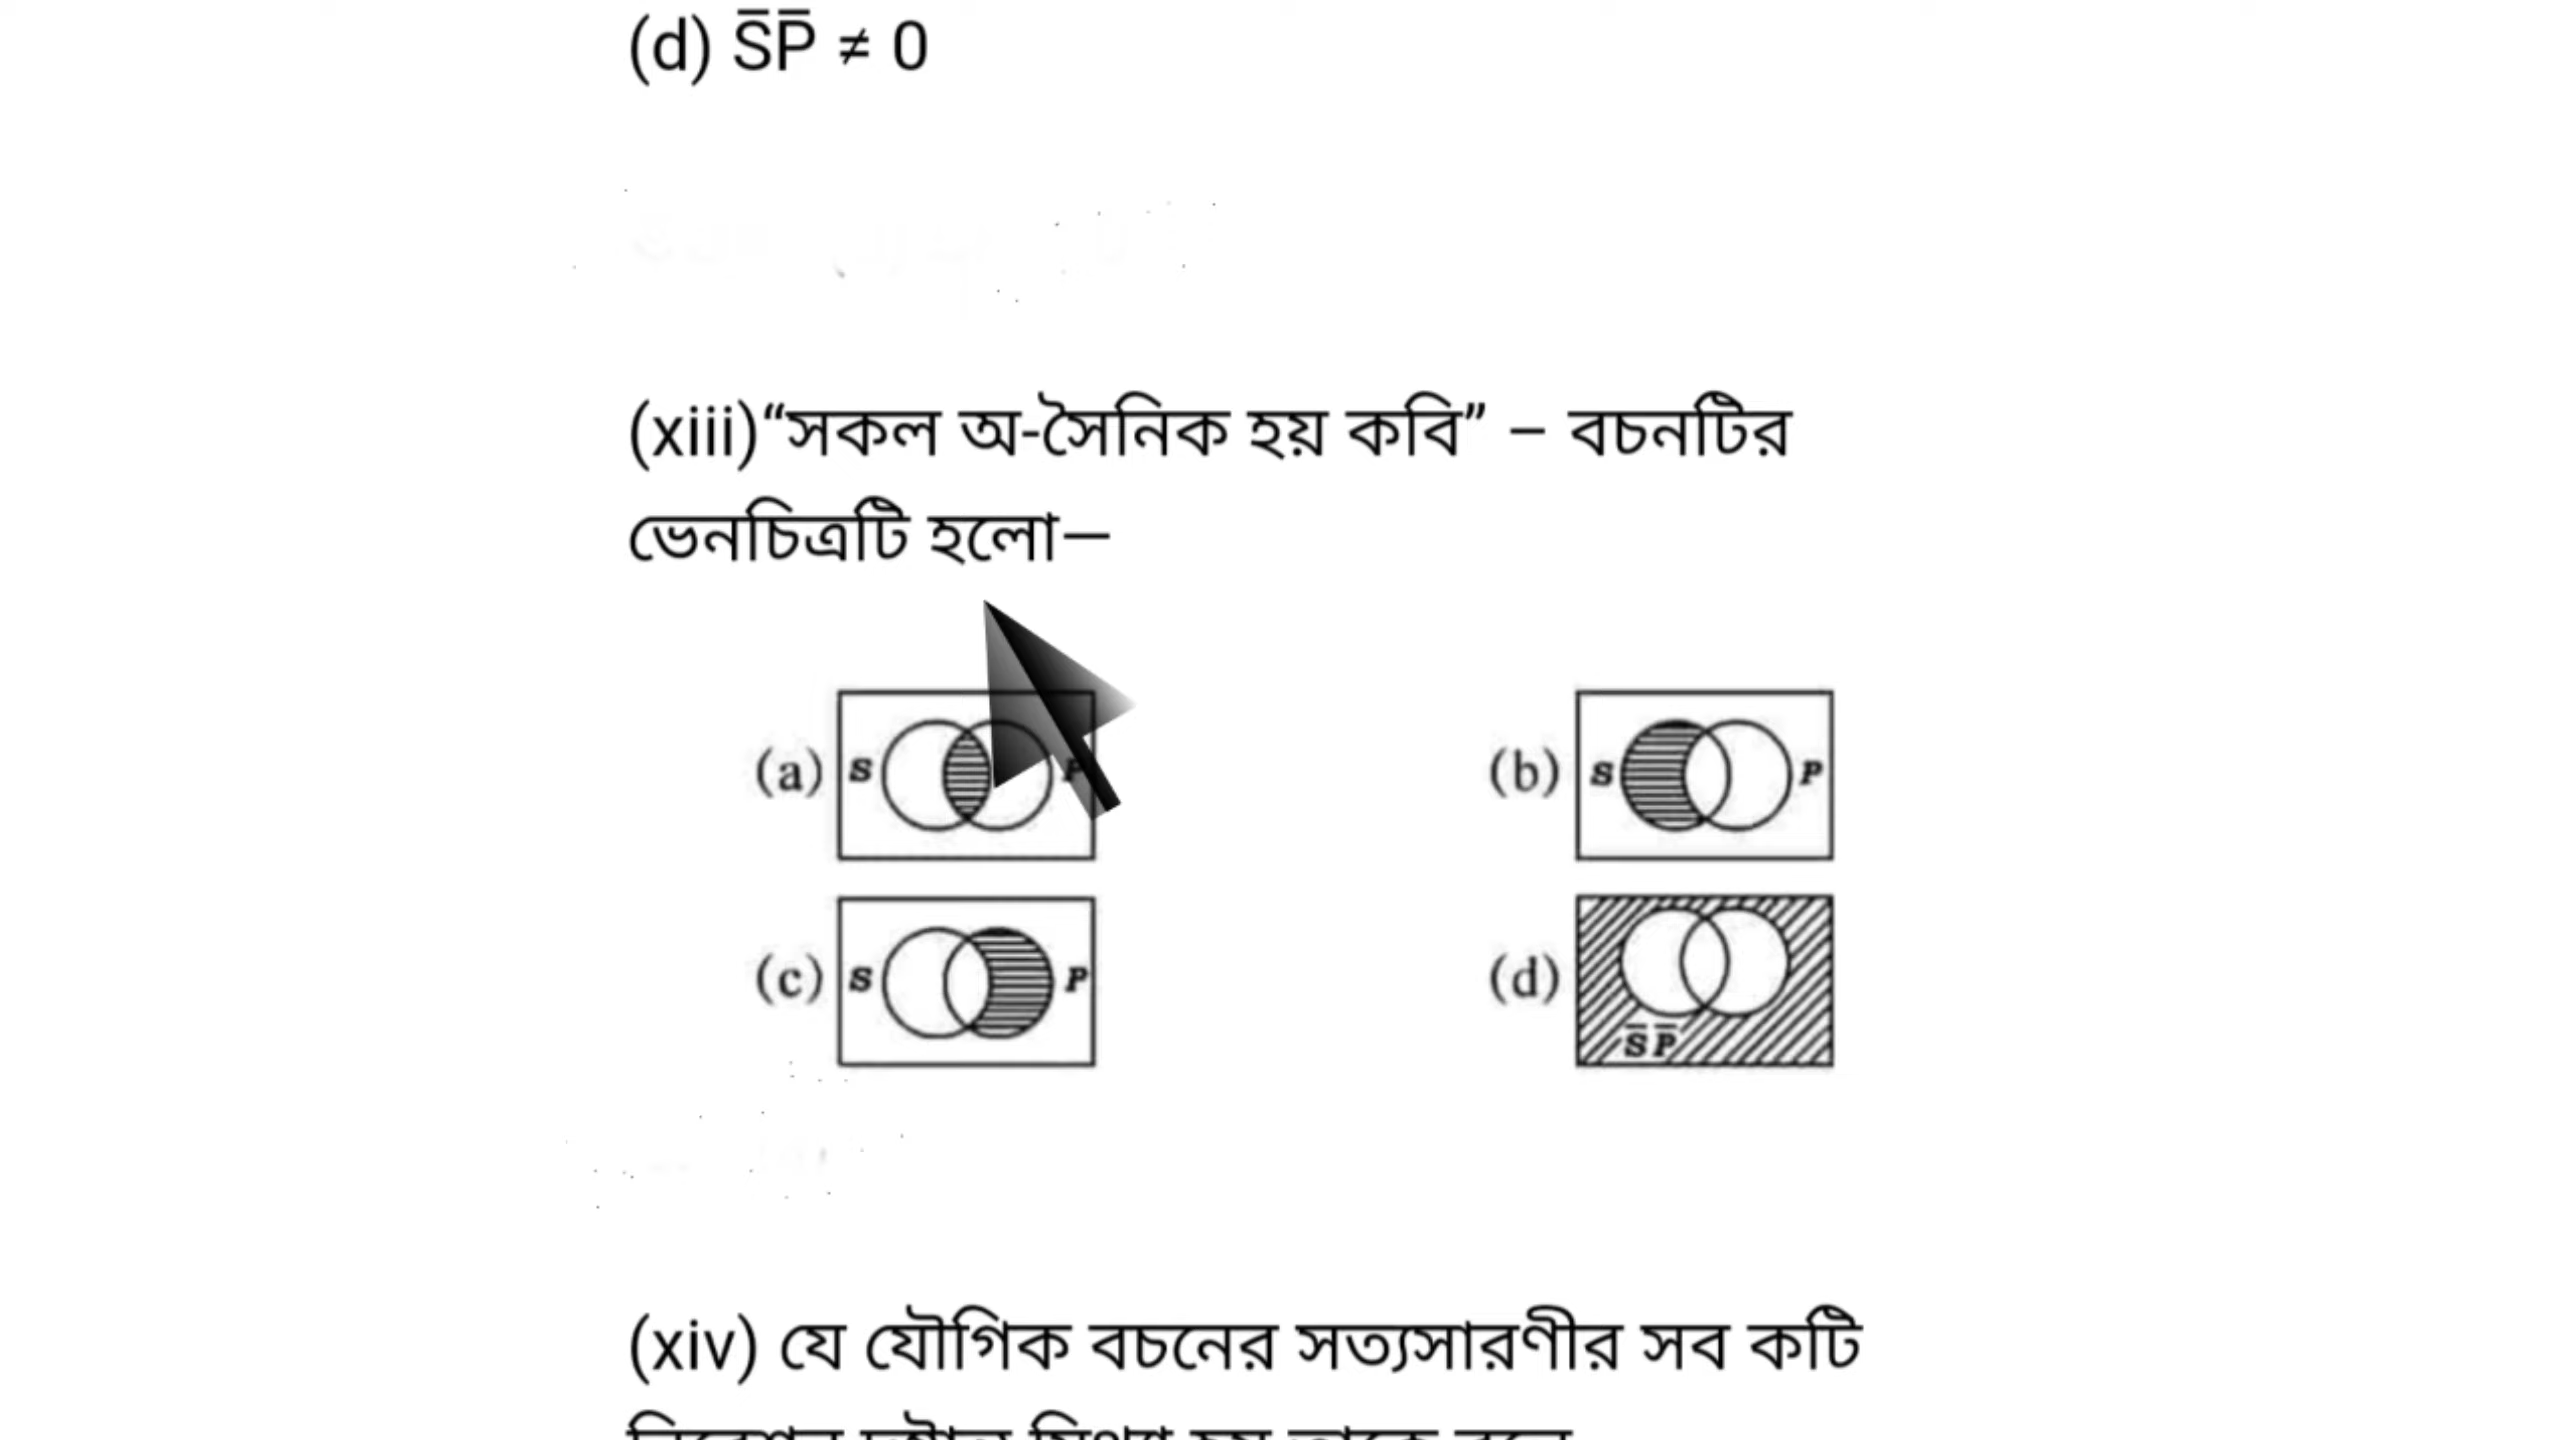 (d) S̄P̄ ≠ 0
(xiii)“সকল অ-সৈনিক হয় কবি” – বচনটির
ভেনচিত্রটি হলো—
(a) S P
(b) S P
(c) S P
(d) S̄ P̄
(xiv) যে যৌগিক বচনের সত্যসারণীর সব কটি